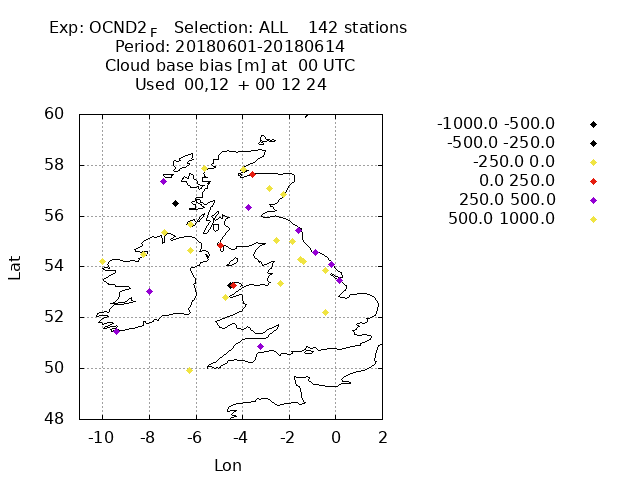 Exp: OCND2F Selection: ALL 142 stations
Period: 20180601-20180614
Cloud base bias [m] at 00 UTC
Used 00,12 + 00 12 24
60
58
56
54
52
50
48
Lat
-10 -8 -6 -4 -2 0 2
Lon
-1000.0 -500.0
-500.0 -250.0
-250.0 0.0
0.0 250.0
250.0 500.0
500.0 1000.0